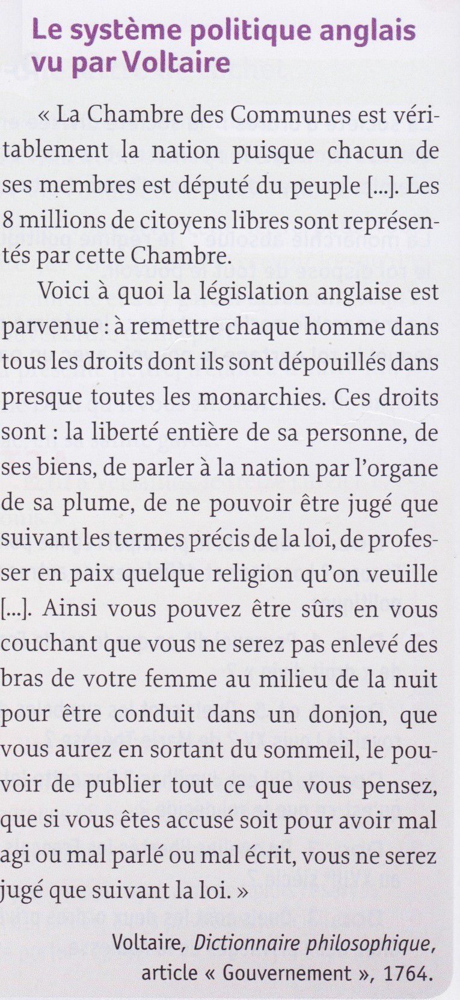 Le système politique anglais
vu par Voltaire
« La Chambre des Communes est véri-
tablement la nation puisque chacun de
ses membres est député du peuple [...]. Les
8 millions de citoyens libres sont représen-
tés par cette Chambre.
Voici à quoi la législation anglaise est
parvenue : à remettre chaque homme dans
tous les droits dont ils sont dépouillés dans
presque toutes les monarchies. Ces droits
sont : la liberté entière de sa personne, de
ses biens, de parler à la nation par l'organe
de sa plume, de ne pouvoir être jugé que
suivant les termes précis de la loi, de profes-
ser en paix quelque religion qu'on veuille
[...]. Ainsi vous pouvez être sûrs en vous
couchant que vous ne serez pas enlevé des
bras de votre femme au milieu de la nuit
pour être conduit dans un donjon, que
vous aurez en sortant du sommeil, le pou-
voir de publier tout ce que vous pensez,
que si vous êtes accusé soit pour avoir mal
agi ou mal parlé ou mal écrit, vous ne serez
jugé que suivant la loi. »
Voltaire, Dictionnaire philosophique,
article « Gouvernement », 1764.